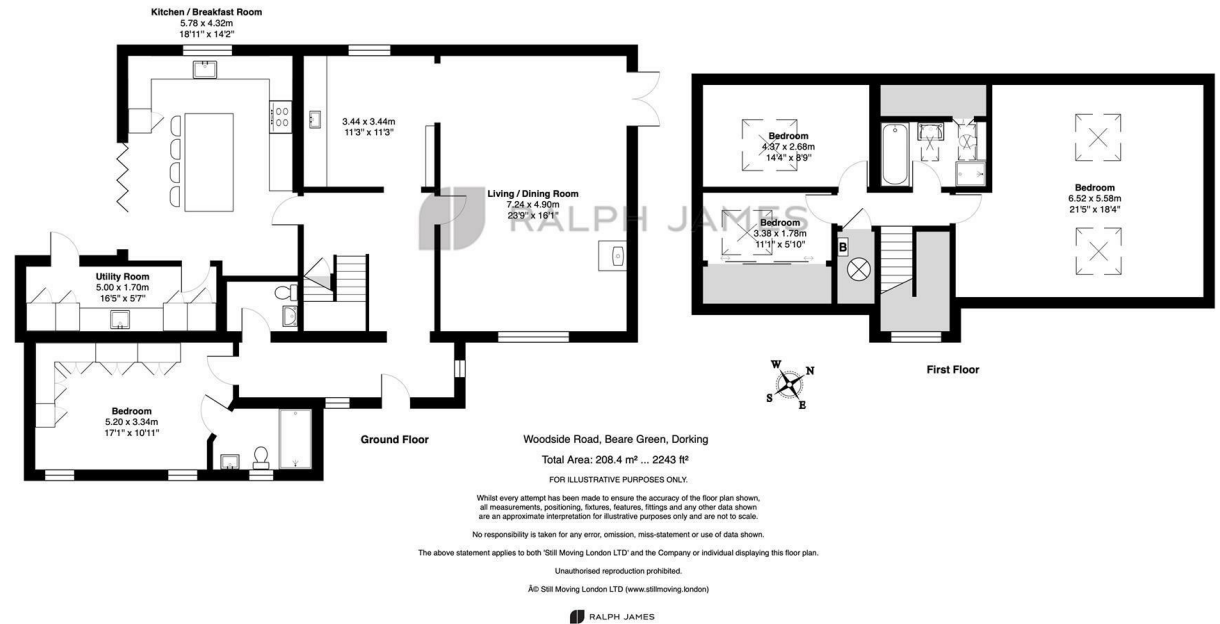 Kitchen / Breakfast Room
5.78 x 4.32m
18'11" x 14'2"
3.44 x 3.44m
11'3" x 11'3"
Living / Dining Room
7.24 x 4.90m
23'9" x 16'1"
RALPH JAMES
Utility Room
5.00 x 1.70m
16'5" x 5'7"
Bedroom
5.20 x 3.34m
17'1" x 10'11"
Ground Floor
Bedroom
4.37 x 2.68m
14'4" x 8'9"
Bedroom
3.38 x 1.78m
11'1" x 5'10"
B
Bedroom
6.52 x 5.58m
21'5" x 18'4"
First Floor
W
N
S
E
Woodside Road, Beare Green, Dorking
Total Area: 208.4 m² ... 2243 ft²
FOR ILLUSTRATIVE PURPOSES ONLY.
Whilst every attempt has been made to ensure the accuracy of the floor plan shown,
all measurements, positioning, fixtures, features, fittings and any other data shown
are an approximate interpretation for illustrative purposes only and are not to scale.
No responsibility is taken for any error, omission, miss-statement or use of data shown.
The above statement applies to both 'Still Moving London LTD' and the Company or individual displaying this floor plan.
Unauthorised reproduction prohibited.
Â© Still Moving London LTD (www.stillmoving.london)
RALPH JAMES